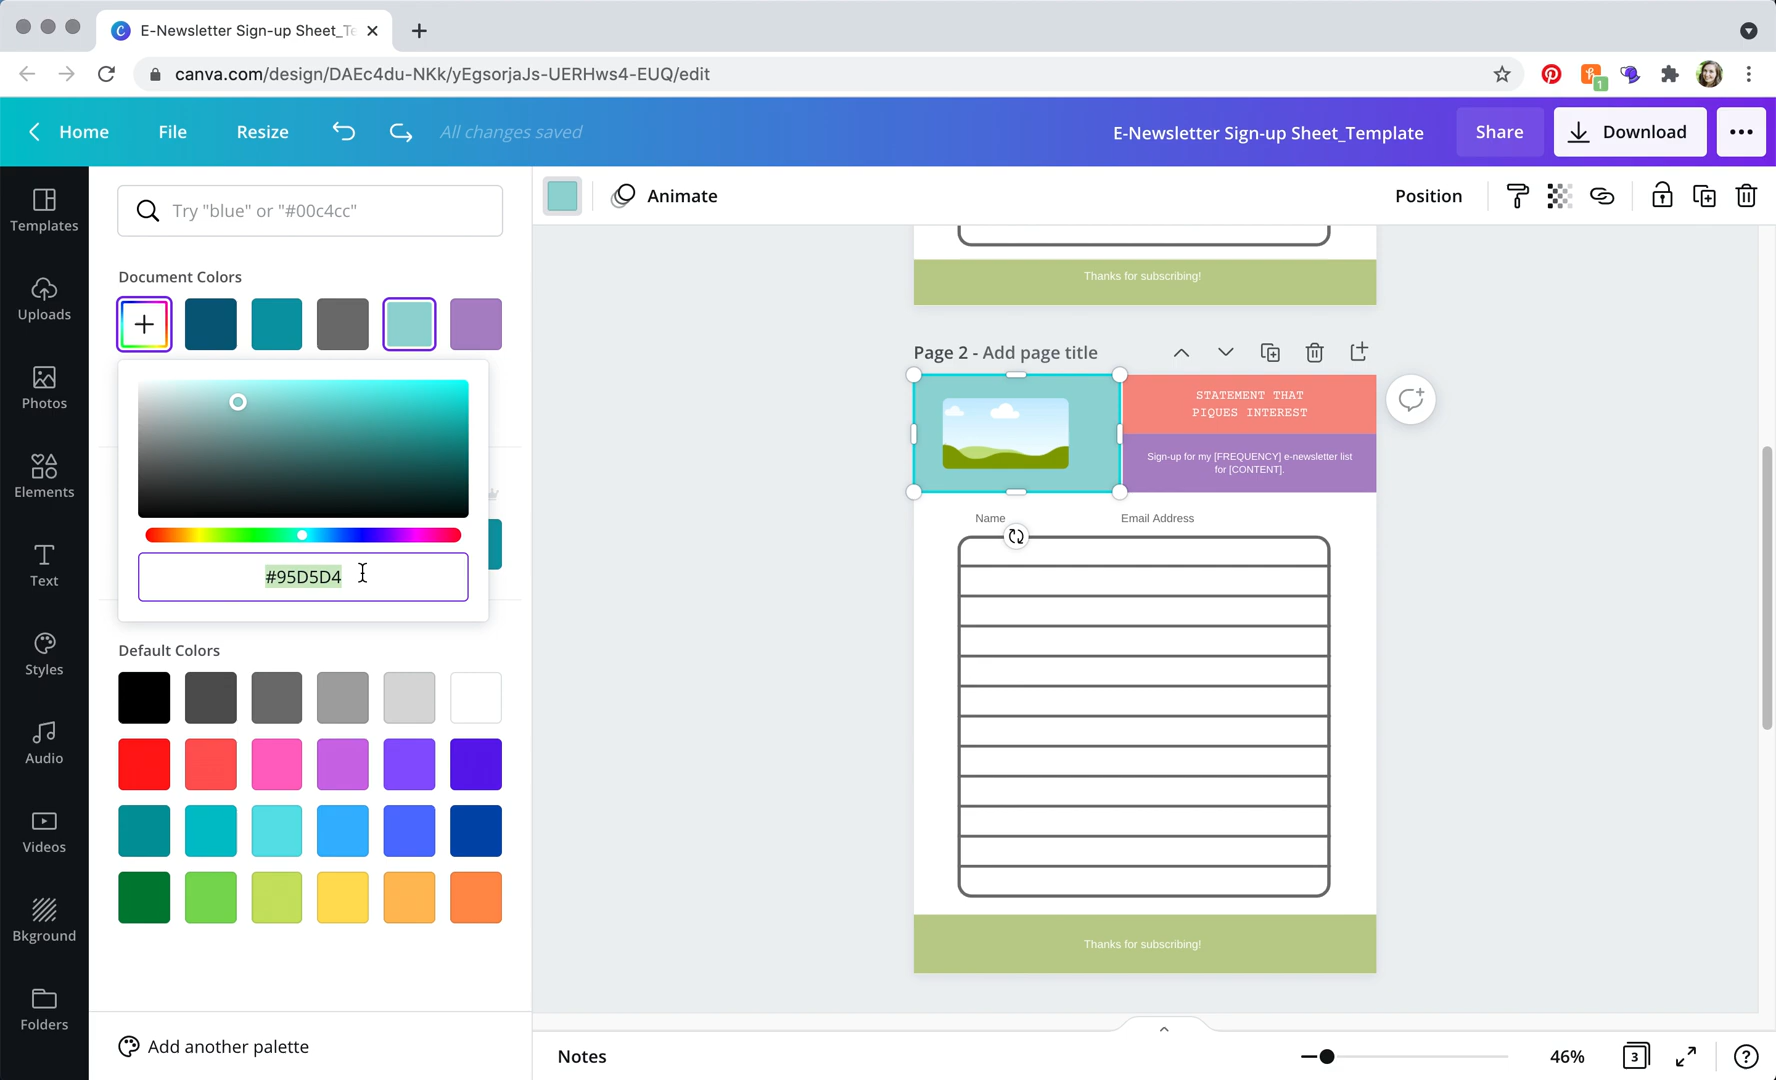 E-Newsletter Sign-up Sheet_Te
canva.com/design/DAEc4du-NKk/yEgsorjaJs-UERHws4-EUQ/edit
1
Home
File
Resize
All changes saved
E-Newsletter Sign-up Sheet_Template
Share
Download
Templates
Uploads
Photos
Elements
Text
Styles
Audio
Videos
Bkground
Folders
Try "blue" or "#00c4cc"
Document Colors
#95D5D4
Default Colors
Add another palette
Animate
Position
Thanks for subscribing!
Page 2 - Add page title
STATEMENT THAT
PIQUES INTEREST
Sign-up for my [FREQUENCY] e-newsletter list
for [CONTENT].
Name
Email Address
Thanks for subscribing!
Notes
46%
3
?